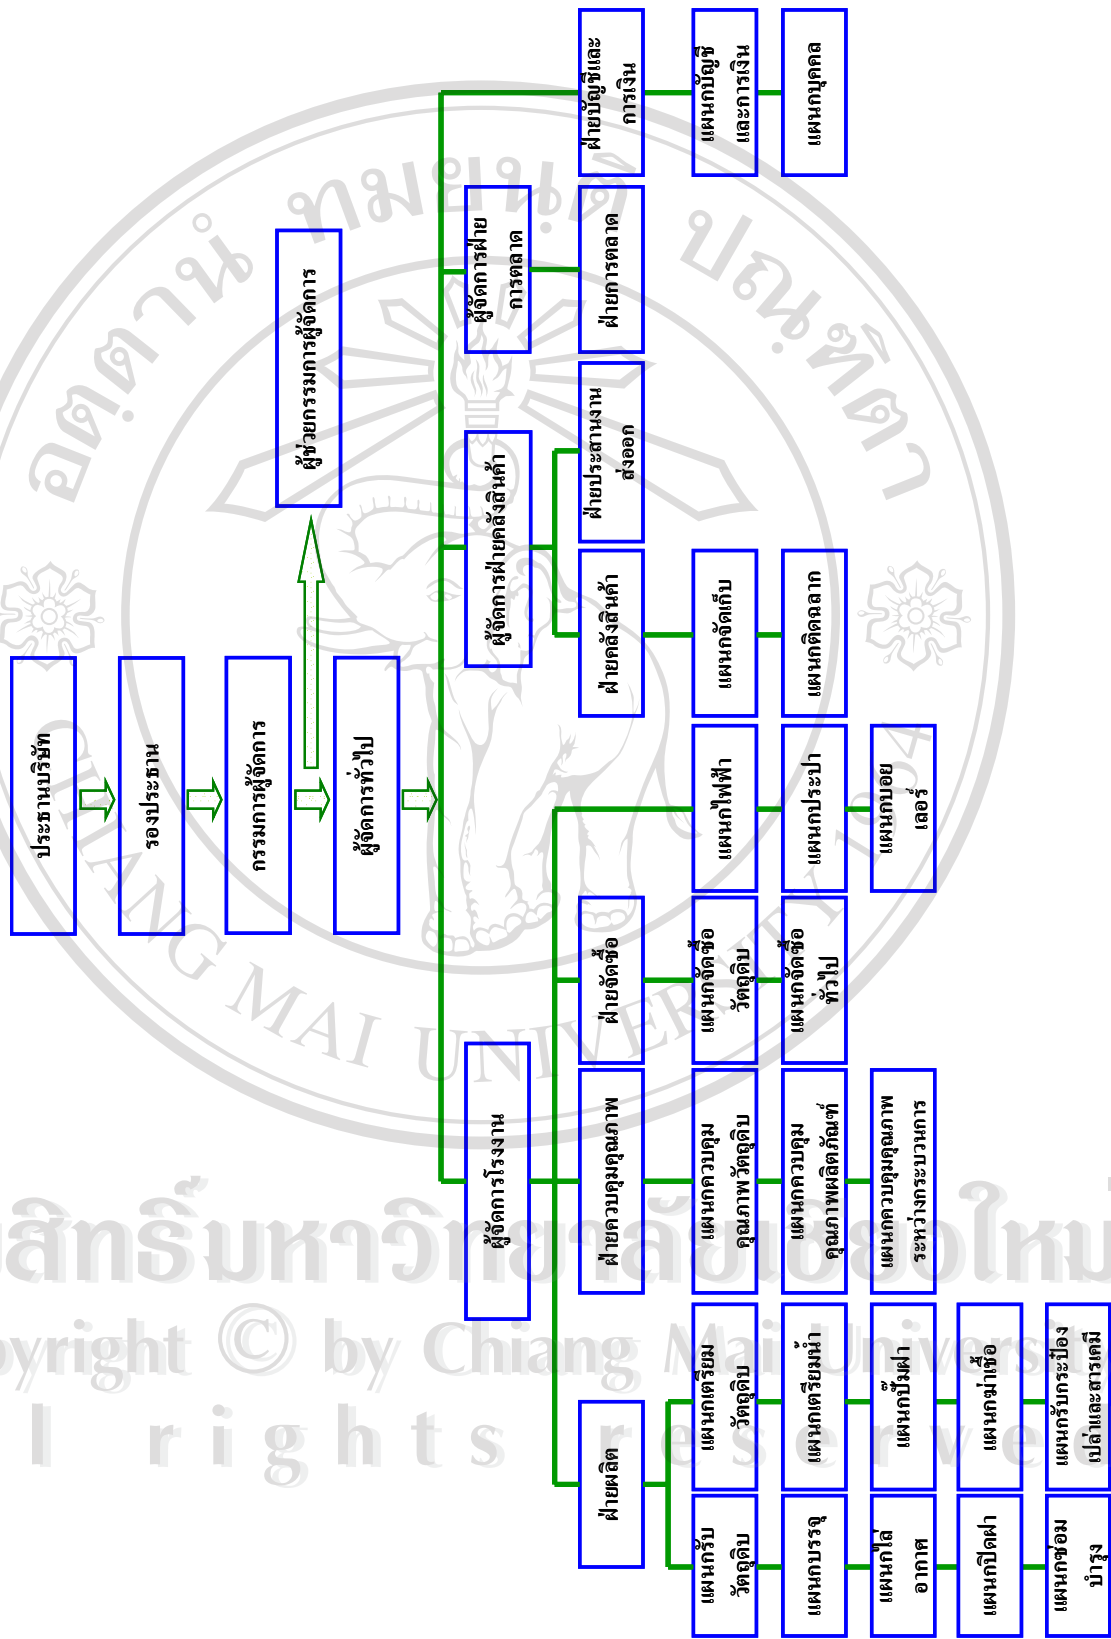 ประธานบริษัท
รองประธาน
กรรมการผู้จัดการ
ผู้ช่วยกรรมการผู้จัดการ
ผู้จัดการทั่วไป
ผู้จัดการโรงงาน
ผู้จัดการฝ่ายคลังสินค้า
ผู้จัดการฝ่าย
การตลาด
ฝ่ายผลิต
ฝ่ายควบคุมคุณภาพ
ฝ่ายจัดซื้อ
ฝ่ายคลังสินค้า
ฝ่ายประสานงาน
ส่งออก
ฝ่ายการตลาด
ฝ่ายบัญชีและ
การเงิน
แผนกรับ
วัตถุดิบ
แผนกเตรียม
วัตถุดิบ
แผนกควบคุม
คุณภาพวัตถุดิบ
แผนกจัดซื้อ
วัตถุดิบ
แผนกไฟฟ้า
แผนกจัดเก็บ
แผนกบัญชี
และการเงิน
แผนกบรรจุ
แผนกเตรียมน้ำ
แผนกควบคุม
คุณภาพผลิตภัณฑ์
แผนกจัดซื้อ
ทั่วไป
แผนกประปา
แผนกติดฉลาก
แผนกบุคคล
แผนกไล่
อากาศ
แผนกปั๊มฝา
แผนกควบคุมคุณภาพ
ระหว่างกระบวนการ
แผนกบอย
เลอร์
แผนกปิดฝา
แผนกฆ่าเชื้อ
แผนกซ่อม
บำรุง
แผนกรับกระป๋อง
เปล่าและสารเคมี
CHANG MAI UNIVERSITY 1964
by Chiang Mai
rights